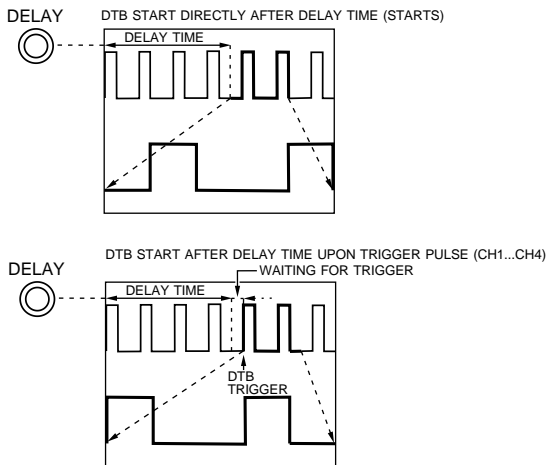 DELAY
DTB START DIRECTLY AFTER DELAY TIME (STARTS)
DELAY TIME
DTB START AFTER DELAY TIME UPON TRIGGER PULSE (CH1...CH4)
DELAY
WAITING FOR TRIGGER
DELAY TIME
DTB
TRIGGER